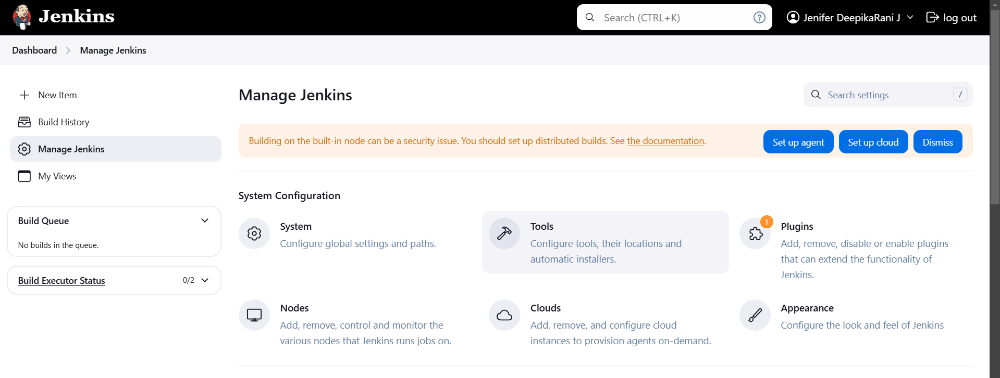 Jenkins
Search (CTRL+K)
?
Jenifer DeepikaRani J
log out
Dashboard
Manage Jenkins
New Item
Build History
Manage Jenkins
My Views
Build Queue
No builds in the queue.
Build Executor Status
0/2
Manage Jenkins
Search settings
/
Building on the built-in node can be a security issue. You should set up distributed builds. See the documentation.
Set up agent
Set up cloud
Dismiss
System Configuration
System
Configure global settings and paths.
Tools
Configure tools, their locations and
automatic installers.
1
Plugins
Add, remove, disable or enable plugins
that can extend the functionality of
Jenkins.
Nodes
Add, remove, control and monitor the
various nodes that Jenkins runs jobs on.
Clouds
Add, remove, and configure cloud
instances to provision agents on-demand.
Appearance
Configure the look and feel of Jenkins